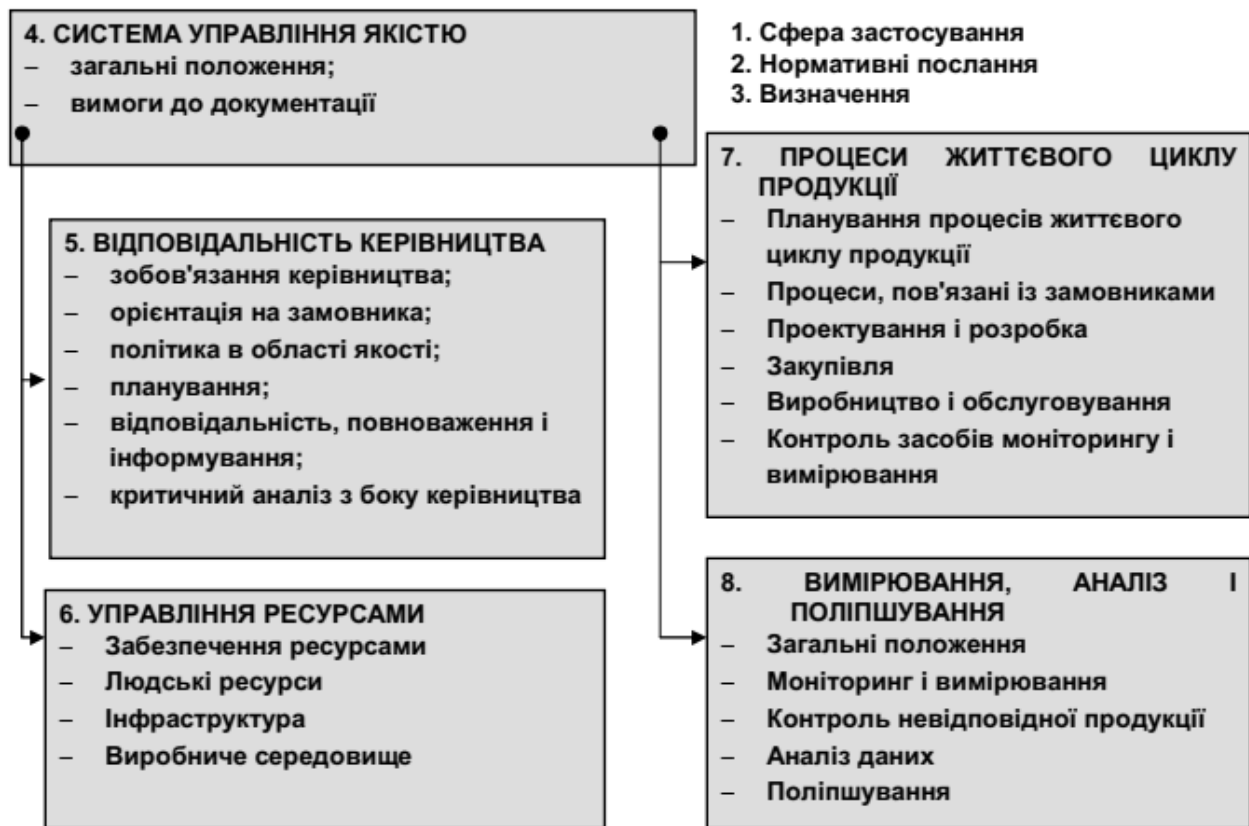 4. СИСТЕМА УПРАВЛІННЯ ЯКІСТЮ
– загальні положення;
– вимоги до документації
1. Сфера застосування
2. Нормативні послання
3. Визначення
5. ВІДПОВІДАЛЬНІСТЬ КЕРІВНИЦТВА
– зобов'язання керівництва;
– орієнтація на замовника;
– політика в області якості;
– планування;
– відповідальність, повноваження і
інформування;
– критичний аналіз з боку керівництва
6. УПРАВЛІННЯ РЕСУРСАМИ
– Забезпечення ресурсами
– Людські ресурси
– Інфраструктура
– Виробниче середовище
7. ПРОЦЕСИ ЖИТТЄВОГО ЦИКЛУ
ПРОДУКЦІЇ
– Планування процесів життєвого
циклу продукції
– Процеси, пов'язані із замовниками
– Проектування і розробка
– Закупівля
– Виробництво і обслуговування
– Контроль засобів моніторингу і
вимірювання
8. ВИМІРЮВАННЯ, АНАЛІЗ І
ПОЛІПШУВАННЯ
– Загальні положення
– Моніторинг і вимірювання
– Контроль невідповідної продукції
– Аналіз даних
– Поліпшування